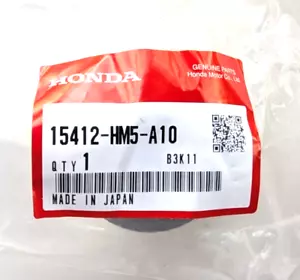 HONDA
GENUINE Parts
Honda Motor Co., Ltd.
15412-HM5-A10
QTY 1
B3K11
MADE IN JAPAN